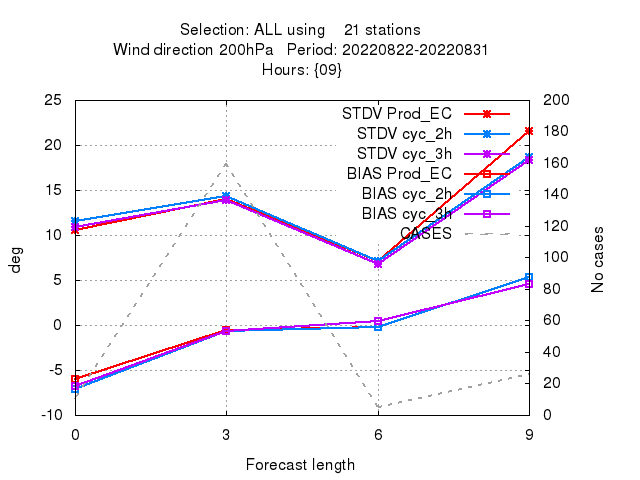 Selection: ALL using    21 stations
Wind direction 200hPa   Period: 20220822-20220831
Hours: {09}
STDV Prod_EC
STDV cyc_2h
STDV cyc_3h
BIAS Prod_EC
BIAS cyc_2h
BIAS cyc_3h
CASES
25
20
15
10
5
0
-5
-10
deg
200
180
160
140
120
100
80
60
40
20
0
No cases
0 3 6 9
Forecast length